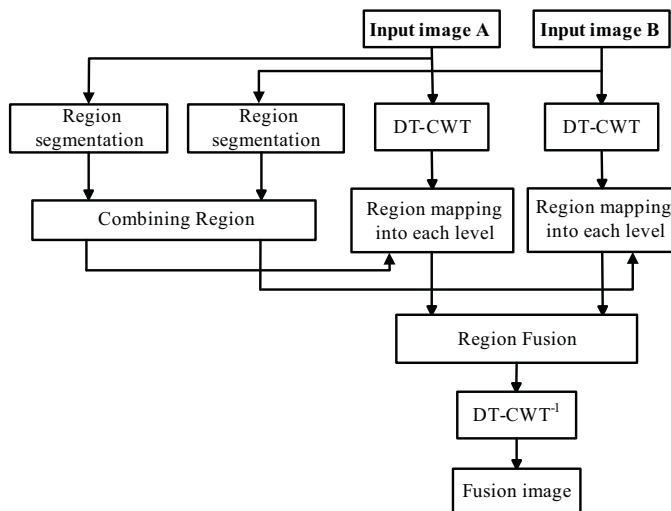 Input image A
Input image B
Region
segmentation
Region
segmentation
DT-CWT
DT-CWT
Combining Region
Region mapping
into each level
Region mapping
into each level
Region Fusion
DT-CWT⁻¹
Fusion image